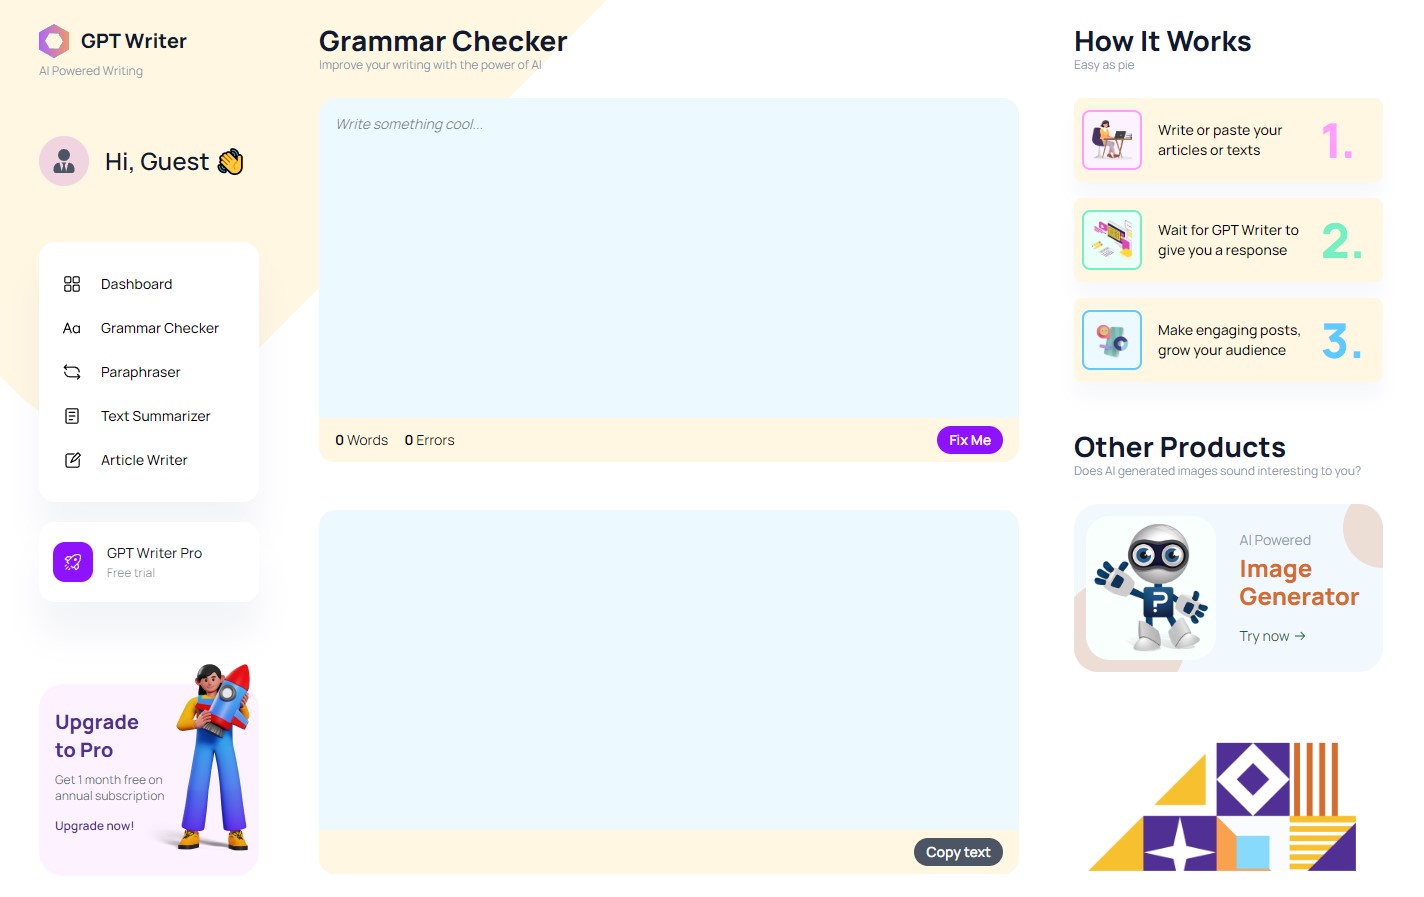 GPT Writer
AI Powered Writing
Hi, Guest 👋
Dashboard
Aa Grammar Checker
Paraphraser
Text Summarizer
Article Writer
GPT Writer Pro
Free trial
Upgrade
to Pro
Get 1 month free on
annual subscription
Upgrade now!
Grammar Checker
Improve your writing with the power of AI
Write something cool...
0 Words 0 Errors
Fix Me
Copy text
How It Works
Easy as pie
Write or paste your
articles or texts
1.
Wait for GPT Writer to
give you a response
2.
Make engaging posts,
grow your audience
3.
Other Products
Does AI generated images sound interesting to you?
AI Powered
Image
Generator
Try now →